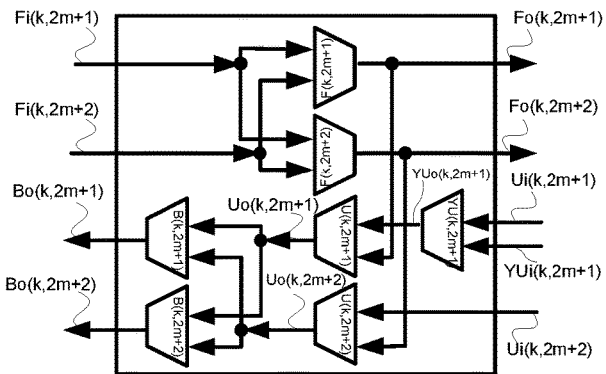 Fi(k,2m+1)
Fo(k,2m+1)
F(k,2m+1)
Fi(k,2m+2)
Fo(k,2m+2)
F(k,2m+2)
YUo(k,2m+1)
Bo(k,2m+1)
Uo(k,2m+1)
Ui(k,2m+1)
B(k,2m+1)
U(k,2m+1)
YU(k,2m+1)
YUi(k,2m+1)
Bo(k,2m+2)
Uo(k,2m+2)
B(k,2m+2)
U(k,2m+2)
Ui(k,2m+2)